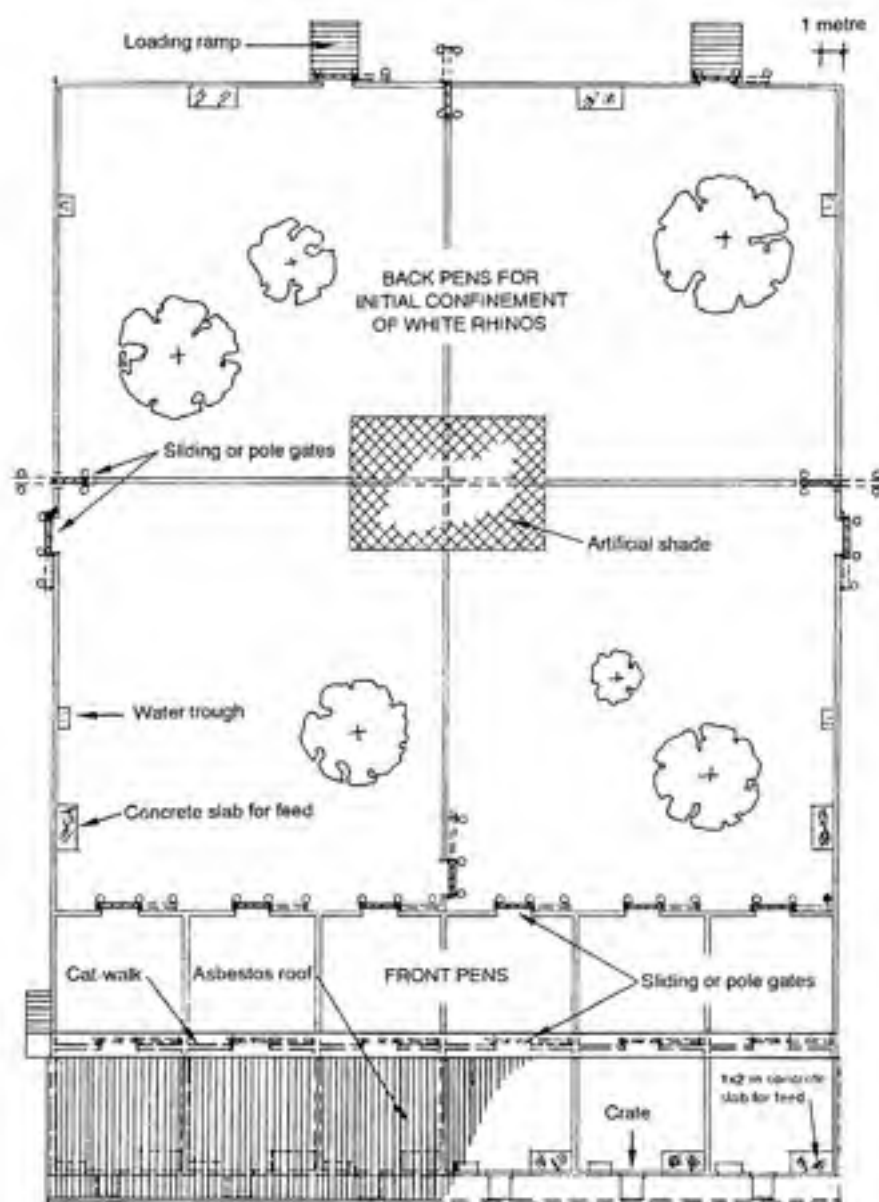 Loading ramp
1 metre
BACK PENS FOR
INITIAL CONFINEMENT
OF WHITE RHINOS
Sliding or pole gates
Artificial shade
Water trough
Concrete slab for feed
Cat-walk
Asbestos roof
FRONT PENS
Sliding or pole gates
1x2 m concrete
slab for feed
Crate